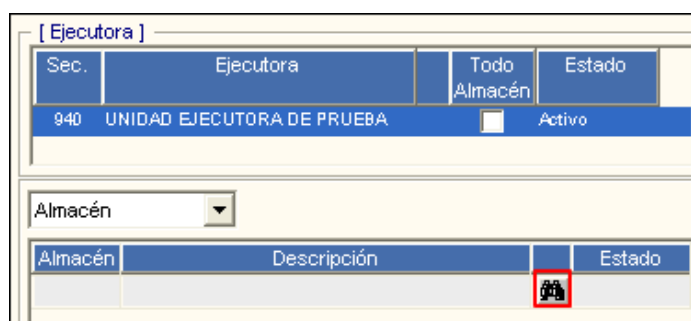 [ Ejecutora ]
Sec. Ejecutora Todo Almacén Estado
940 UNIDAD EJECUTORA DE PRUEBA Activo
Almacén
Almacén Descripción Estado